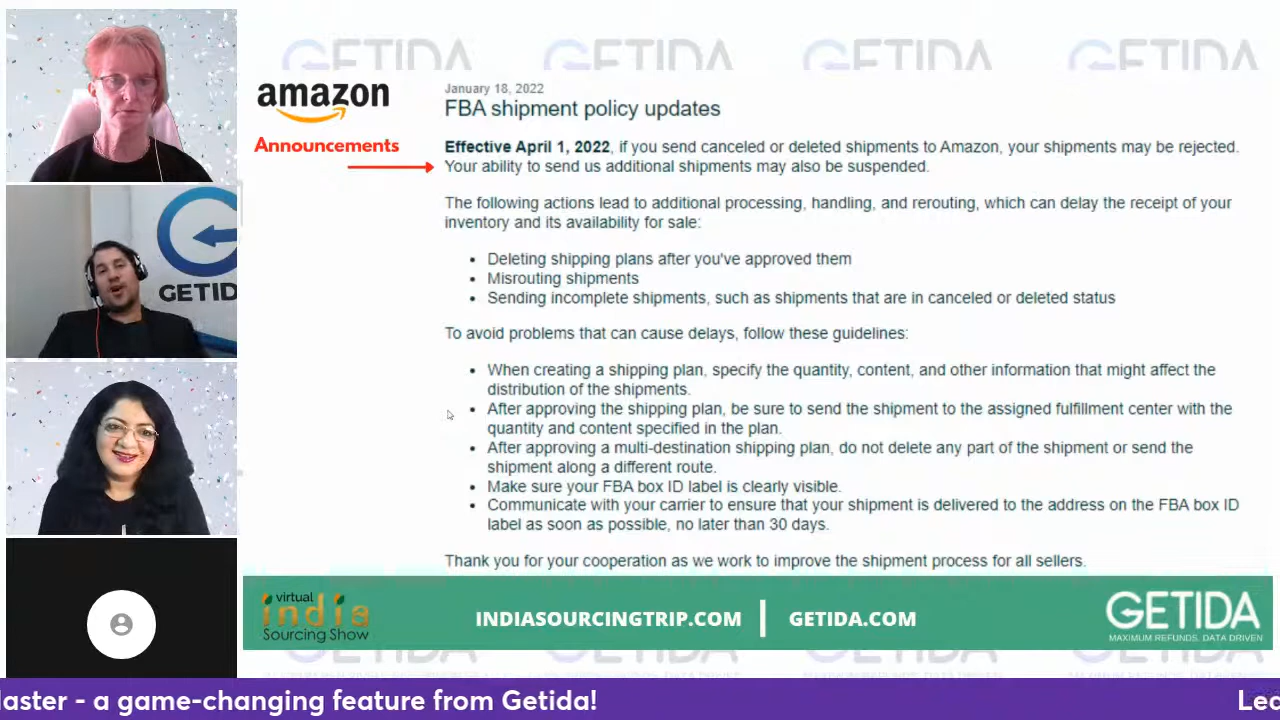 GETIDA GETIDA GETIDA GETIDA
amazon
Announcements
January 18, 2022
FBA shipment policy updates
Effective April 1, 2022, if you send canceled or deleted shipments to Amazon, your shipments may be rejected.
Your ability to send us additional shipments may also be suspended.
The following actions lead to additional processing, handling, and rerouting, which can delay the receipt of your
inventory and its availability for sale:
• Deleting shipping plans after you've approved them
• Misrouting shipments
• Sending incomplete shipments, such as shipments that are in canceled or deleted status
To avoid problems that can cause delays, follow these guidelines:
• When creating a shipping plan, specify the quantity, content, and other information that might affect the
distribution of the shipments.
• After approving the shipping plan, be sure to send the shipment to the assigned fulfillment center with the
quantity and content specified in the plan.
• After approving a multi-destination shipping plan, do not delete any part of the shipment or send the
shipment along a different route.
• Make sure your FBA box ID label is clearly visible.
• Communicate with your carrier to ensure that your shipment is delivered to the address on the FBA box ID
label as soon as possible, no later than 30 days.
Thank you for your cooperation as we work to improve the shipment process for all sellers.
GETIDA
virtual
india
Sourcing Show
INDIASOURCINGTRIP.COM | GETIDA.COM
GETIDA
MAXIMUM REFUNDS. DATA DRIVEN
laster - a game-changing feature from Getida! Lea